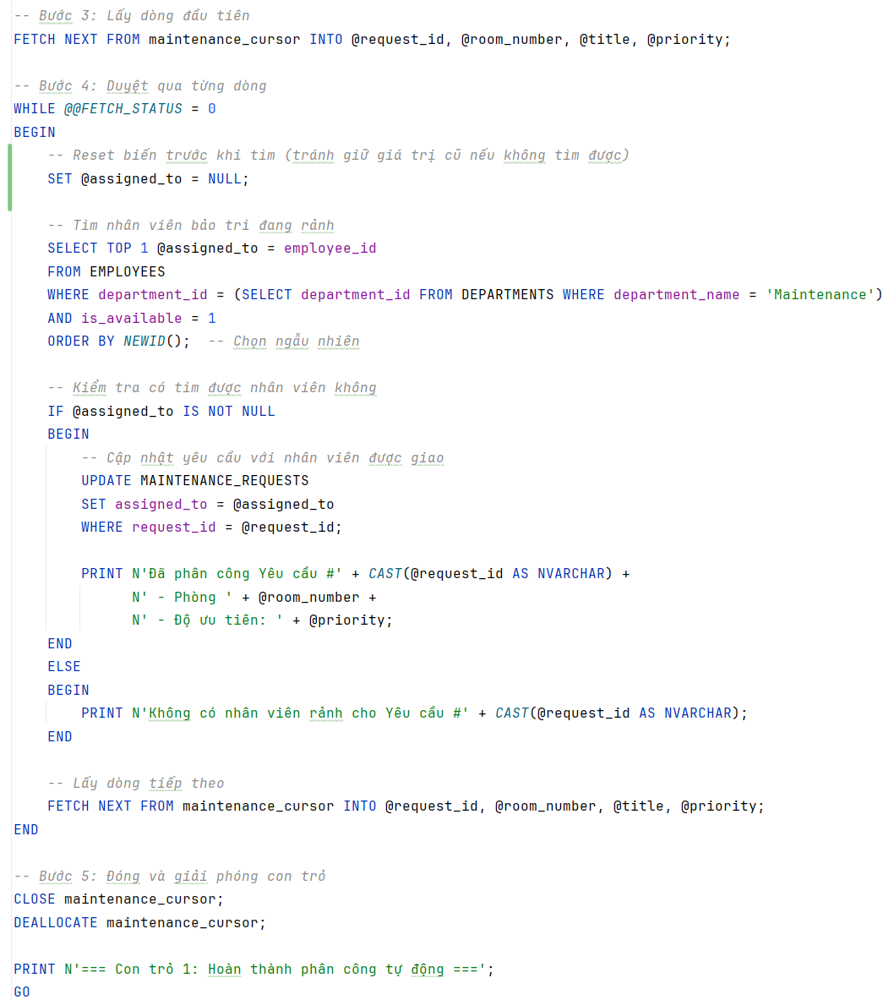 -- Bước 3: Lấy dòng đầu tiên
FETCH NEXT FROM maintenance_cursor INTO @request_id, @room_number, @title, @priority;
-- Bước 4: Duyệt qua từng dòng
WHILE @@FETCH_STATUS = 0
BEGIN
-- Reset biến trước khi tìm (tránh giữ giá trị cũ nếu không tìm được)
SET @assigned_to = NULL;
-- Tìm nhân viên bảo trì đang rảnh
SELECT TOP 1 @assigned_to = employee_id
FROM EMPLOYEES
WHERE department_id = (SELECT department_id FROM DEPARTMENTS WHERE department_name = 'Maintenance')
AND is_available = 1
ORDER BY NEWID();  -- Chọn ngẫu nhiên
-- Kiểm tra có tìm được nhân viên không
IF @assigned_to IS NOT NULL
BEGIN
-- Cập nhật yêu cầu với nhân viên được giao
UPDATE MAINTENANCE_REQUESTS
SET assigned_to = @assigned_to
WHERE request_id = @request_id;
PRINT N'Đã phân công Yêu cầu #' + CAST(@request_id AS NVARCHAR) +
N' - Phòng ' + @room_number +
N' - Độ ưu tiên: ' + @priority;
END
ELSE
BEGIN
PRINT N'Không có nhân viên rảnh cho Yêu cầu #' + CAST(@request_id AS NVARCHAR);
END
-- Lấy dòng tiếp theo
FETCH NEXT FROM maintenance_cursor INTO @request_id, @room_number, @title, @priority;
END
-- Bước 5: Đóng và giải phóng con trỏ
CLOSE maintenance_cursor;
DEALLOCATE maintenance_cursor;
PRINT N'=== Con trỏ 1: Hoàn thành phân công tự động ===';
GO